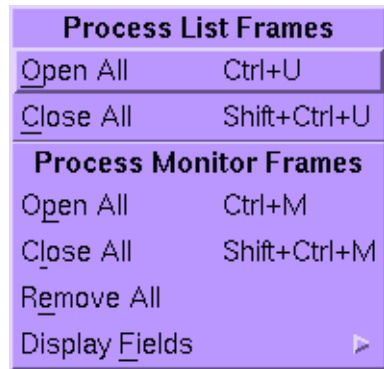 Process List Frames
Open All Ctrl+U
Close All Shift+Ctrl+U
Process Monitor Frames
Open All Ctrl+M
Close All Shift+Ctrl+M
Remove All
Display Fields